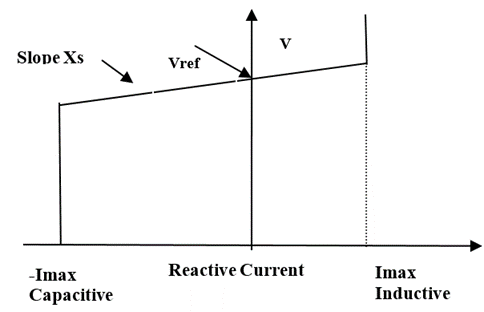 V
Slope Xs
Vref
Reactive Current
-Imax
Capacitive
Imax
Inductive